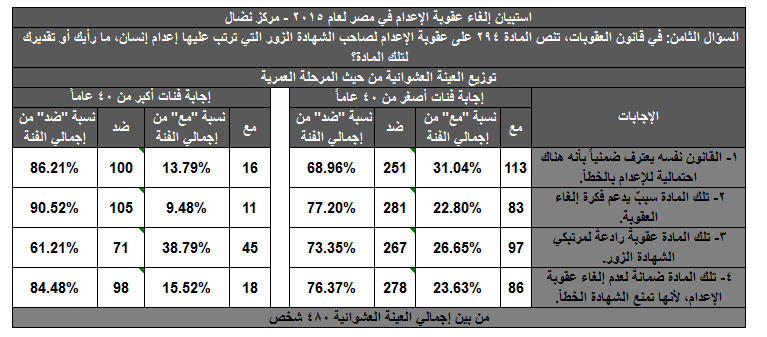 استبيان إلغاء عقوبة الإعدام في مصر لعام ٢٠١٥ - مركز نضال
السؤال الثامن: في قانون العقوبات، تنص المادة ٢٩٤ على عقوبة الإعدام لصاحب الشهادة الزور التي ترتب عليها إعدام إنسان، ما رأيك أو تقديرك
لتلك المادة؟
توزيع العينة العشوائية من حيث المرحلة العمرية
الإجابات إجابة فئات أصغر من ٤٠ عاماً إجابة فئات أكبر من ٤٠ عاماً
مع نسبة "مع" من إجمالي الفئة ضد نسبة "ضد" من إجمالي الفئة مع نسبة "مع" من إجمالي الفئة ضد نسبة "ضد" من إجمالي الفئة
١- القانون نفسه يعترف ضمنياً بأنه هناك
احتمالية للإعدام بالخطأ. 113 31.04% 251 68.96% 16 13.79% 100 86.21%
٢- تلك المادة سببٌ يدعم فكرة إلغاء
العقوبة. 83 22.80% 281 77.20% 11 9.48% 105 90.52%
٣- تلك المادة عقوبةٌ رادعةٌ لمرتكبي
الشهادة الزور. 97 26.65% 267 73.35% 45 38.79% 71 61.21%
٤- تلك المادة ضمانةٌ لعدم إلغاء عقوبة
الإعدام، لأنها تمنع الشهادة الخطأ. 86 23.63% 278 76.37% 18 15.52% 98 84.48%
من بين إجمالي العينة العشوائية ٤٨٠ شخص